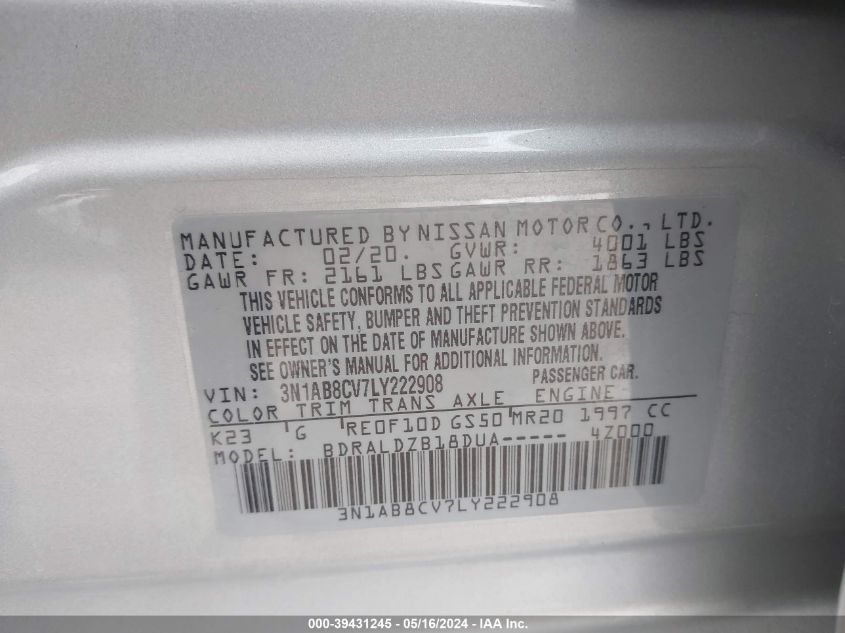 MANUFACTURED BY NISSAN MOTOR CO., LTD.
DATE: 02/20. GVWR: 4001 LBS
GAWR FR: 2161 LBS GAWR RR: 1863 LBS
THIS VEHICLE CONFORMS TO ALL APPLICABLE FEDERAL MOTOR
VEHICLE SAFETY, BUMPER AND THEFT PREVENTION STANDARDS
IN EFFECT ON THE DATE OF MANUFACTURE SHOWN ABOVE.
SEE OWNER'S MANUAL FOR ADDITIONAL INFORMATION.
VIN: 3N1AB8CV7LY222908 PASSENGER CAR.
COLOR TRIM TRANS AXLE ENGINE
K23 G RE0F10D GS50 MR20 1997 CC
MODEL: BDRALDZB18DUA----- 4Z000
3N1AB8CV7LY222908
000-39431245 - 05/16/2024 - IAA Inc.